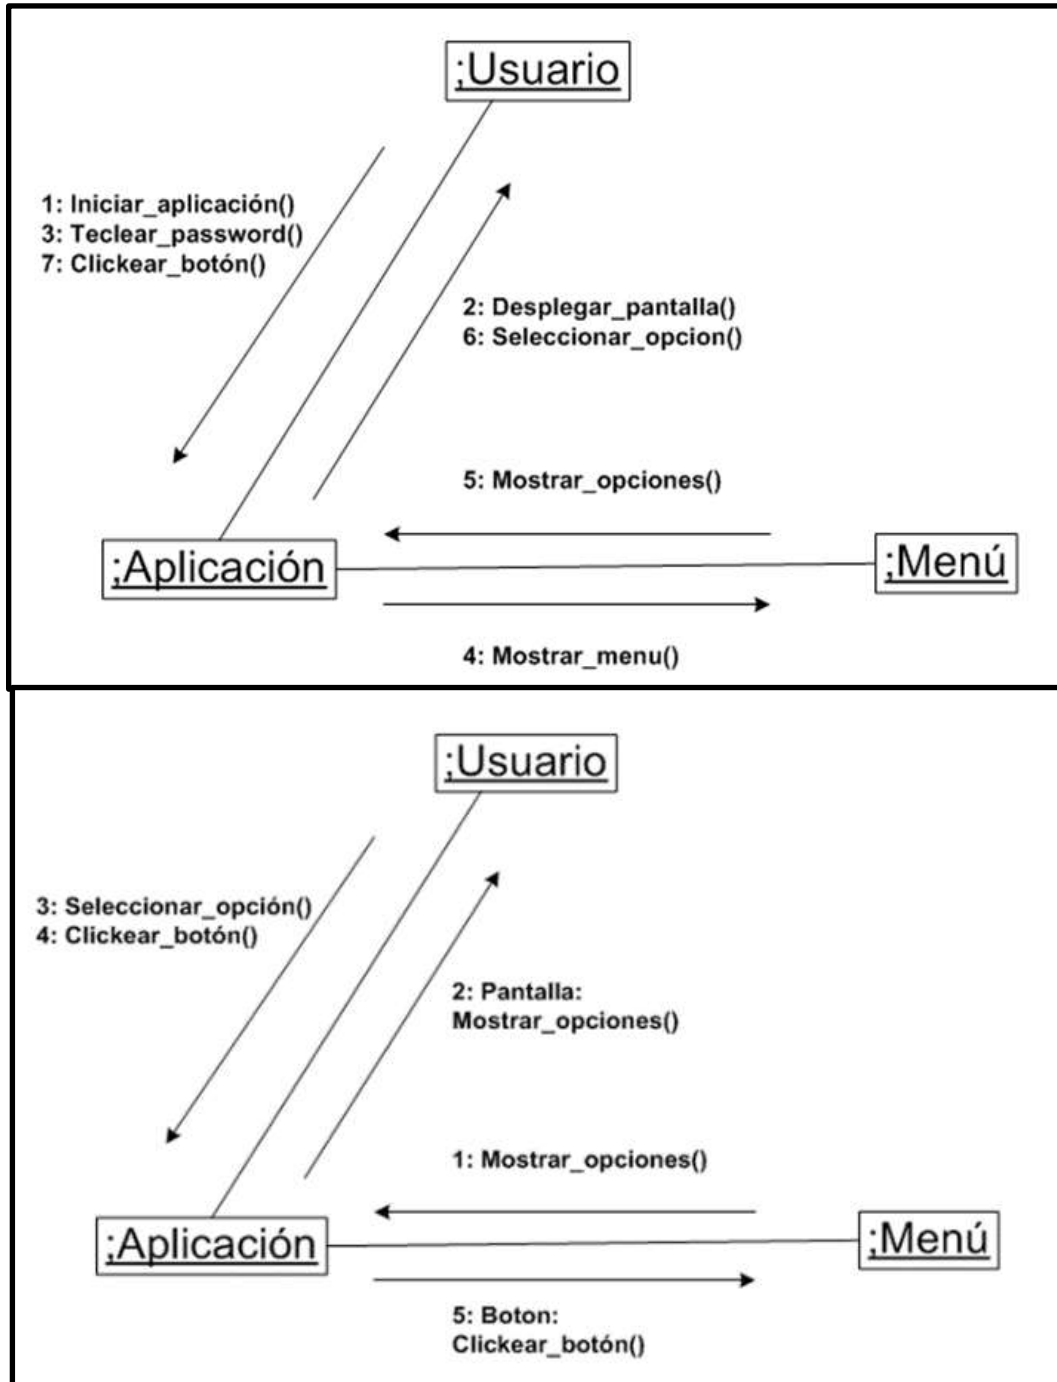 ;Usuario
1: Iniciar_aplicación()
3: Teclear_password()
7: Clickear_botón()
2: Desplegar_pantalla()
6: Seleccionar_opcion()
5: Mostrar_opciones()
;Aplicación
;Menú
4: Mostrar_menu()
;Usuario
3: Seleccionar_opción()
4: Clickear_botón()
2: Pantalla:
Mostrar_opciones()
1: Mostrar_opciones()
;Aplicación
;Menú
5: Boton:
Clickear_botón()